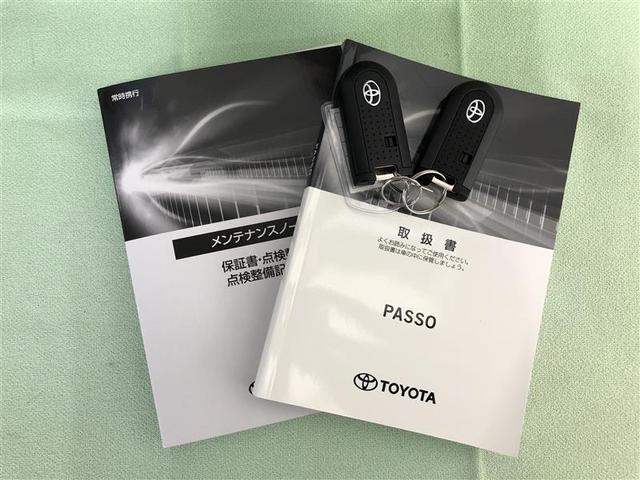 常時携行
メンテナンスノー
保証書・点検整
点検整備記
取扱書
よくお読みになってご使用ください。
取扱書は車の中に保管しましょう。
PASSO
TOYOTA